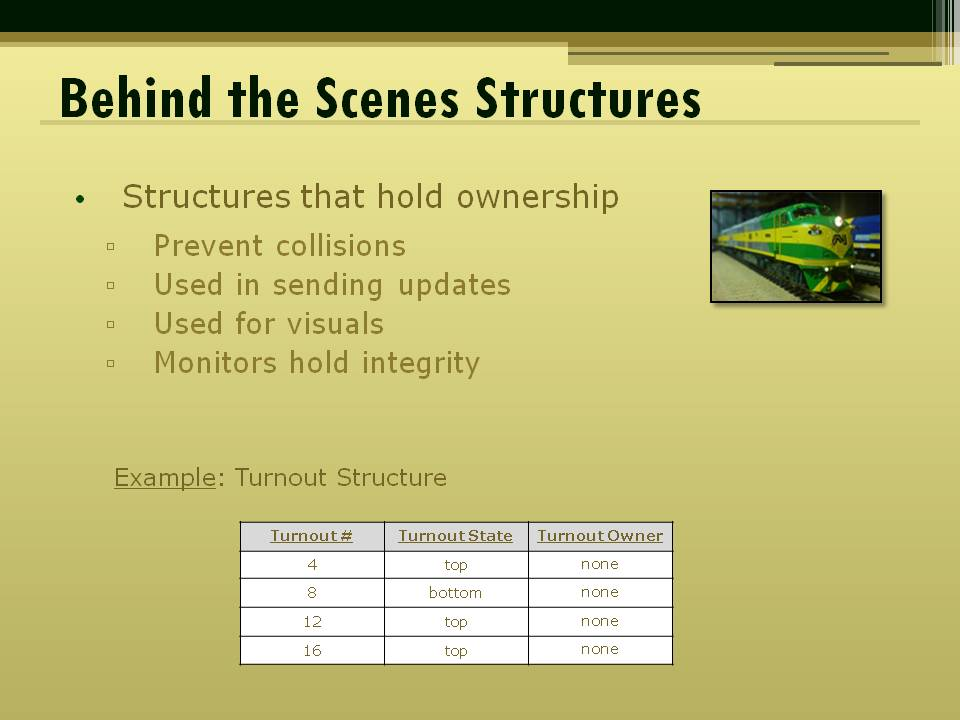 Behind the Scenes Structures
• Structures that hold ownership
▫ Prevent collisions
▫ Used in sending updates
▫ Used for visuals
▫ Monitors hold integrity
Example: Turnout Structure
Turnout # Turnout State Turnout Owner
4 top none
8 bottom none
12 top none
16 top none